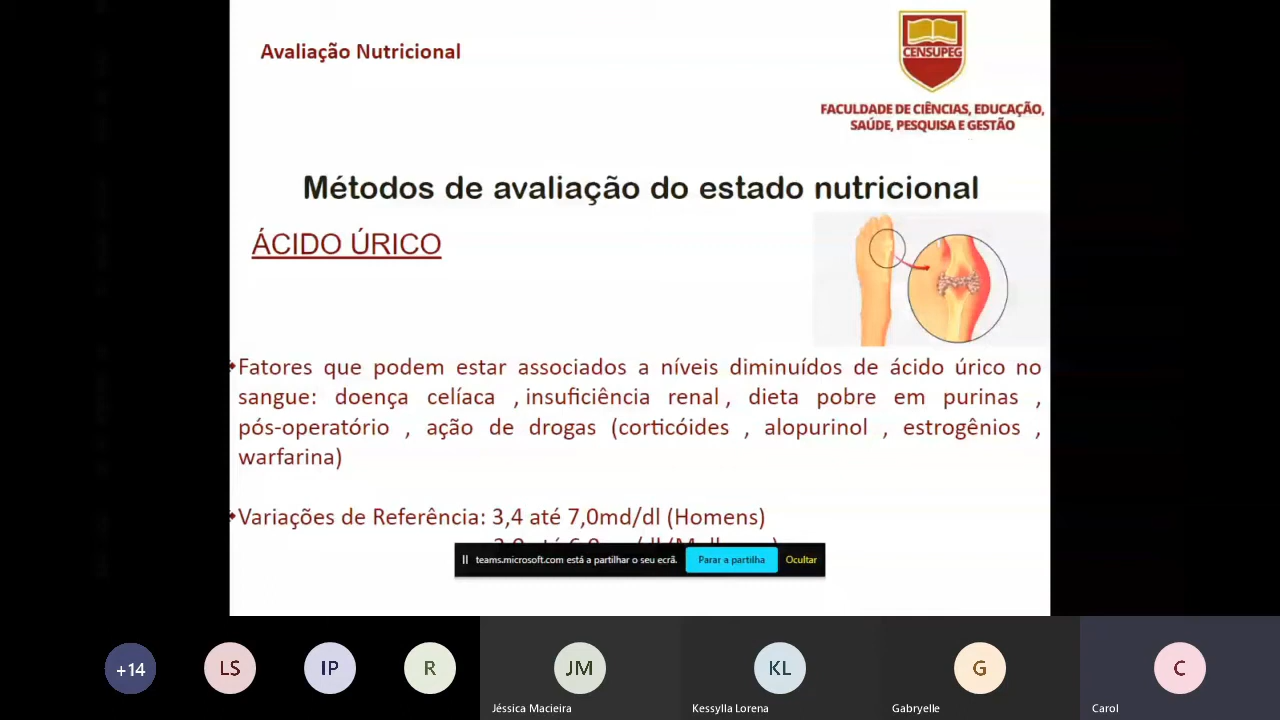 Avaliação Nutricional
CENSUPEG
FACULDADE DE CIÊNCIAS, EDUCAÇÃO,
SAÚDE, PESQUISA E GESTÃO
Métodos de avaliação do estado nutricional
ÁCIDO ÚRICO
Fatores que podem estar associados a níveis diminuídos de ácido úrico no
sangue: doença celíaca , insuficiência renal , dieta pobre em purinas ,
pós-operatório , ação de drogas (corticóides , alopurinol , estrogênios ,
warfarina)
Variações de Referência: 3,4 até 7,0md/dl (Homens)
teams.microsoft.com está a partilhar o seu ecrã.
Parar a partilha
Ocultar
+14
LS
IP
R
JM
KL
G
C
Jéssica Macieira
Kessylla Lorena
Gabryelle
Carol